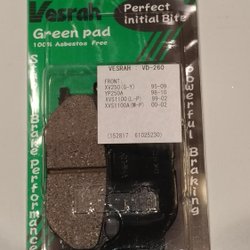 Vesrah
Perfect
initial Bite
Green pad
100% Asbestos Free
VESRAH VD-260
FRONT.
XV250(G-Y) 95-09
YP250A 98-10
XVS1100(L-P) 99-02
XVS1100A(M-P) 00-02
(152817 61025230)
Powerful Braking
Brake performance